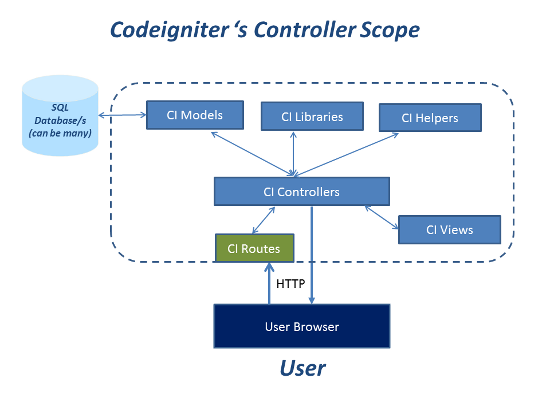 Codeigniter ‘s Controller Scope
SQL
Database/s
(can be many)
CI Models
CI Libraries
CI Helpers
CI Controllers
CI Views
CI Routes
HTTP
User Browser
User